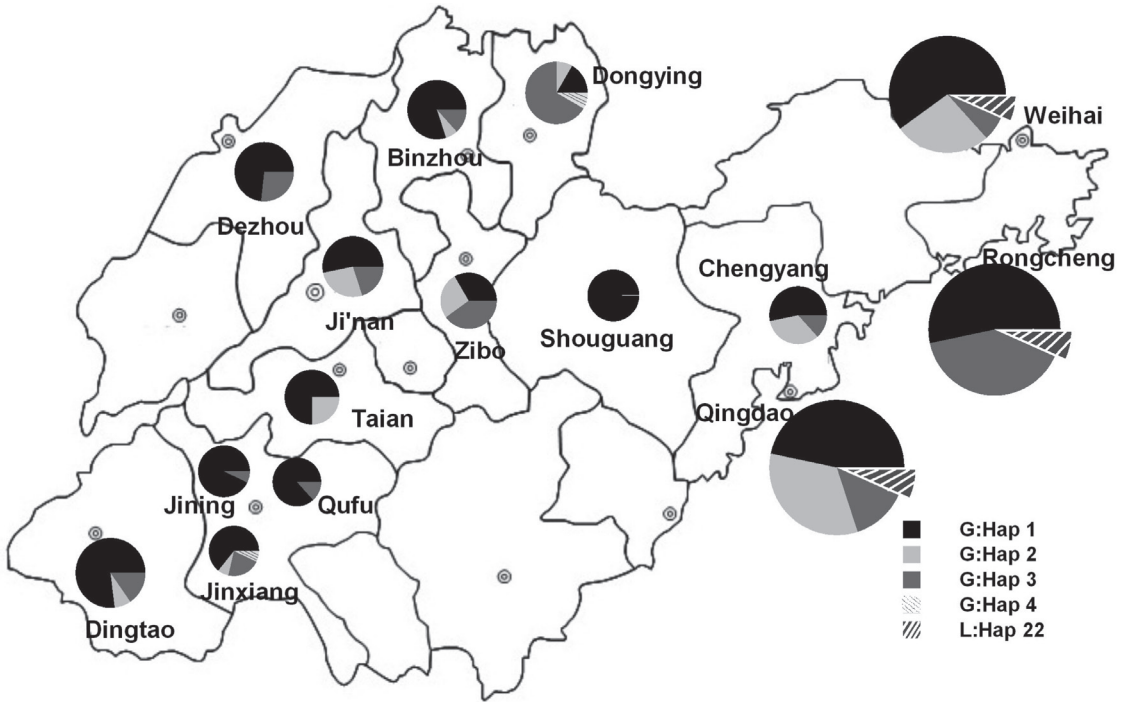 Dongying
Weihai
Binzhou
Dezhou
Rongcheng
Chengyang
Ji'nan
Shouguang
Zibo
Taian
Qingdao
Jining
Qufu
Jinxiang
Dingtao
G:Hap 1
G:Hap 2
G:Hap 3
G:Hap 4
L:Hap 22